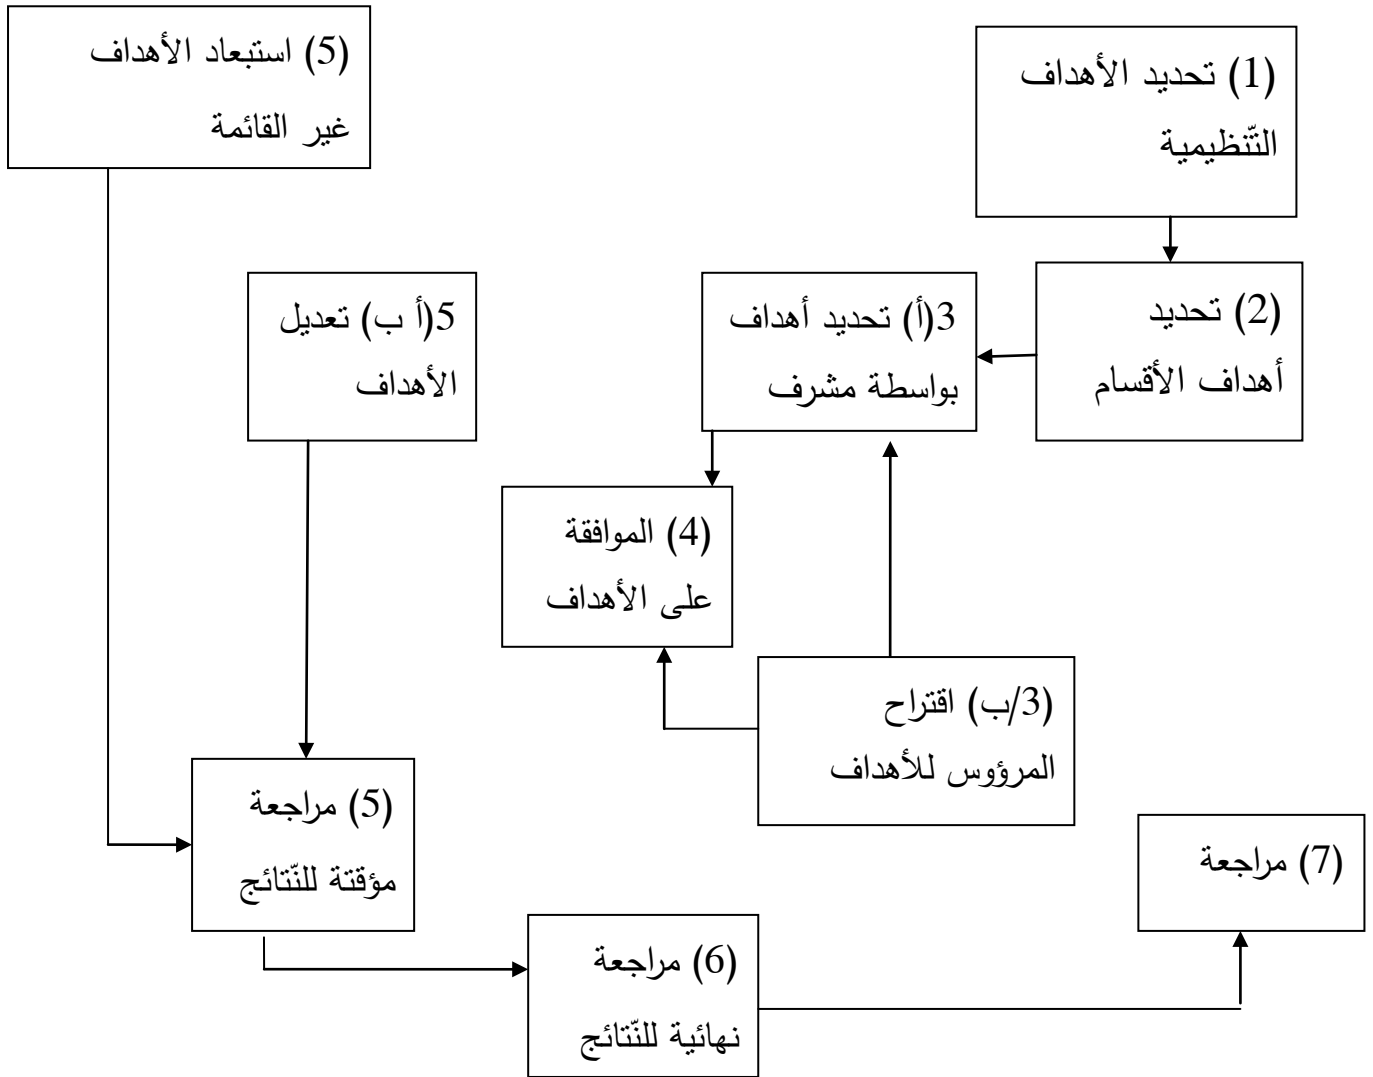 (1) تحديد الأهداف
التّنظيمية
(2) تحديد
أهداف الأقسام
3(أ) تحديد أهداف
بواسطة مشرف
(3/ب) اقتراح
المرؤوس للأهداف
(4) الموافقة
على الأهداف
(5) استبعاد الأهداف
غير القائمة
5(أ ب) تعديل
الأهداف
(5) مراجعة
مؤقتة للنّتائج
(6) مراجعة
نهائية للنّتائج
(7) مراجعة